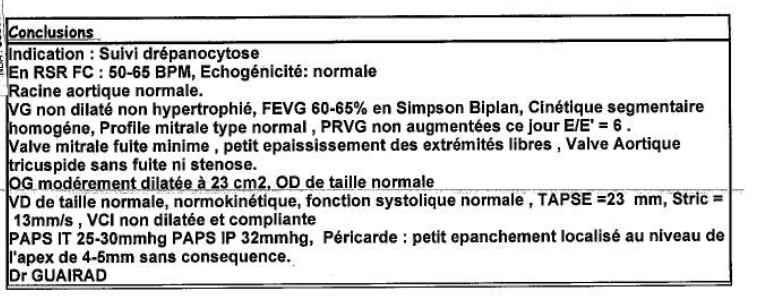 Conclusions
Indication : Suivi drépanocytose
En RSR FC : 50-65 BPM, Echogénicité: normale
Racine aortique normale.
VG non dilaté non hypertrophié, FEVG 60-65% en Simpson Biplan, Cinétique segmentaire
homogéne, Profile mitrale type normal , PRVG non augmentées ce jour E/E' = 6 .
Valve mitrale fuite minime , petit epaississement des extrémités libres , Valve Aortique
tricuspide sans fuite ni stenose.
OG modérement dilatée à 23 cm2, OD de taille normale
VD de taille normale, normokinétique, fonction systolique normale , TAPSE =23 mm, Stric =
13mm/s , VCI non dilatée et compliante
PAPS IT 25-30mmhg PAPS IP 32mmhg, Péricarde : petit epanchement localisé au niveau de
l'apex de 4-5mm sans consequence.
Dr GUAIRAD